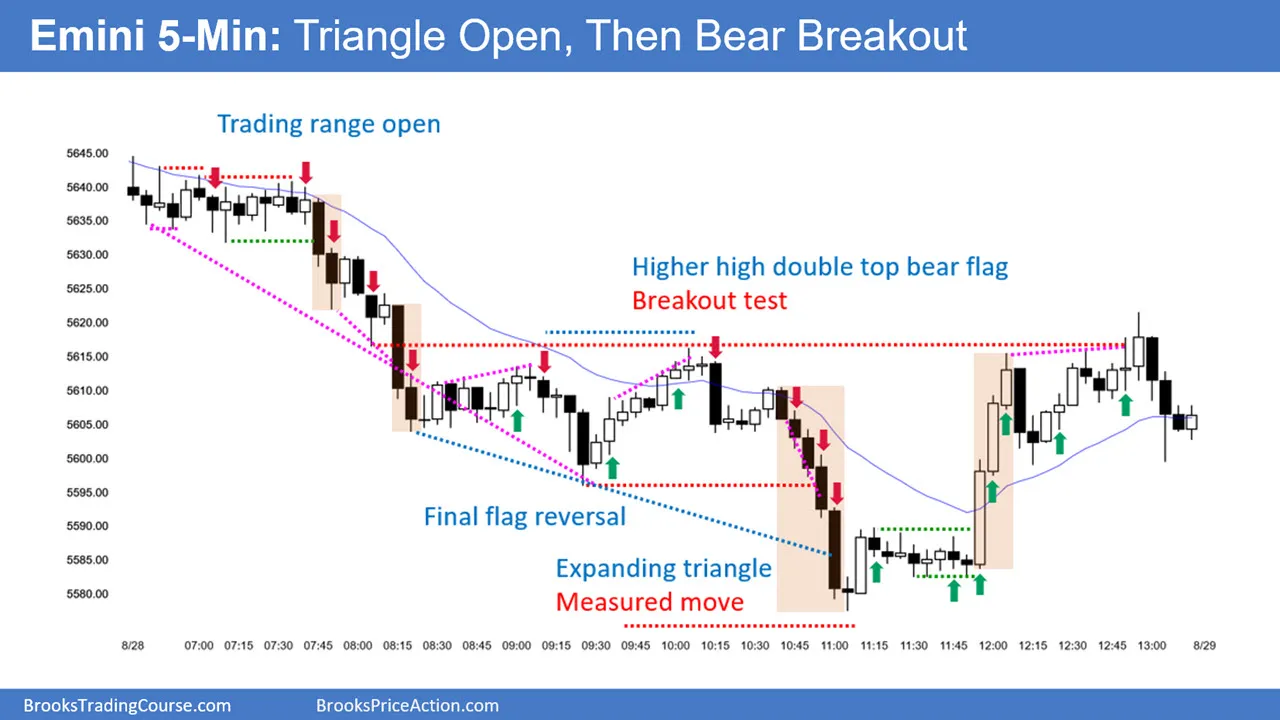 Emini 5-Min: Triangle Open, Then Bear Breakout
Trading range open
5645.00
5640.00
5635.00
5630.00
5625.00
5620.00
5615.00
5610.00
5605.00
5600.00
5595.00
5590.00
5585.00
5580.00
Higher high double top bear flag
Breakout test
Final flag reversal
Expanding triangle
Measured move
8/28 07:00 07:15 07:30 07:45 08:00 08:15 08:30 08:45 09:00 09:15 09:30 09:45 10:00 10:15 10:30 10:45 11:00 11:15 11:30 11:45 12:00 12:15 12:30 12:45 13:00 8/29
BrooksTradingCourse.com BrooksPriceAction.com